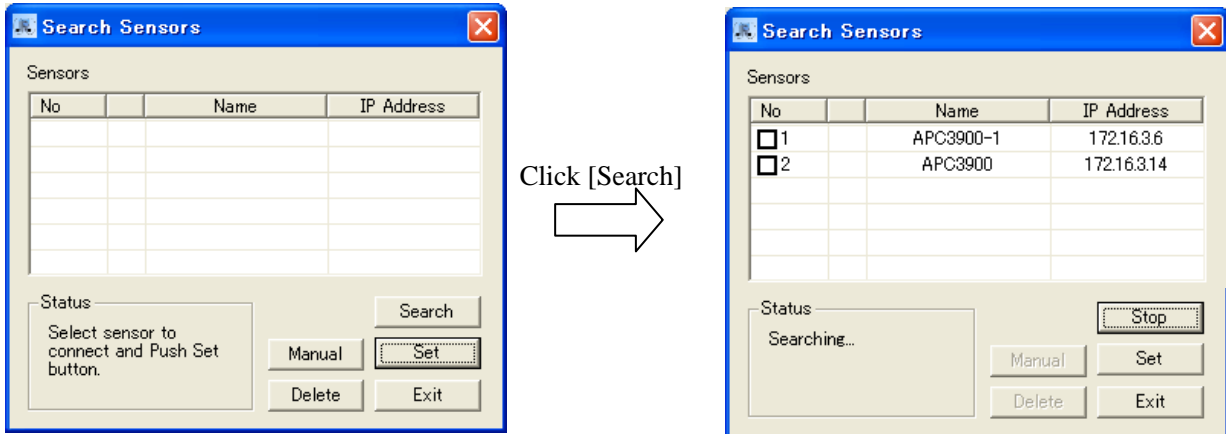 Search Sensors
Sensors
No Name IP Address
Status
Select sensor to
connect and Push Set
button.
Search
Manual Set
Delete Exit
Click [Search]
Search Sensors
Sensors
No Name IP Address
1 APC3900-1 172.16.3.6
2 APC3900 172.16.3.14
Status
Searching...
Stop
Manual Set
Delete Exit